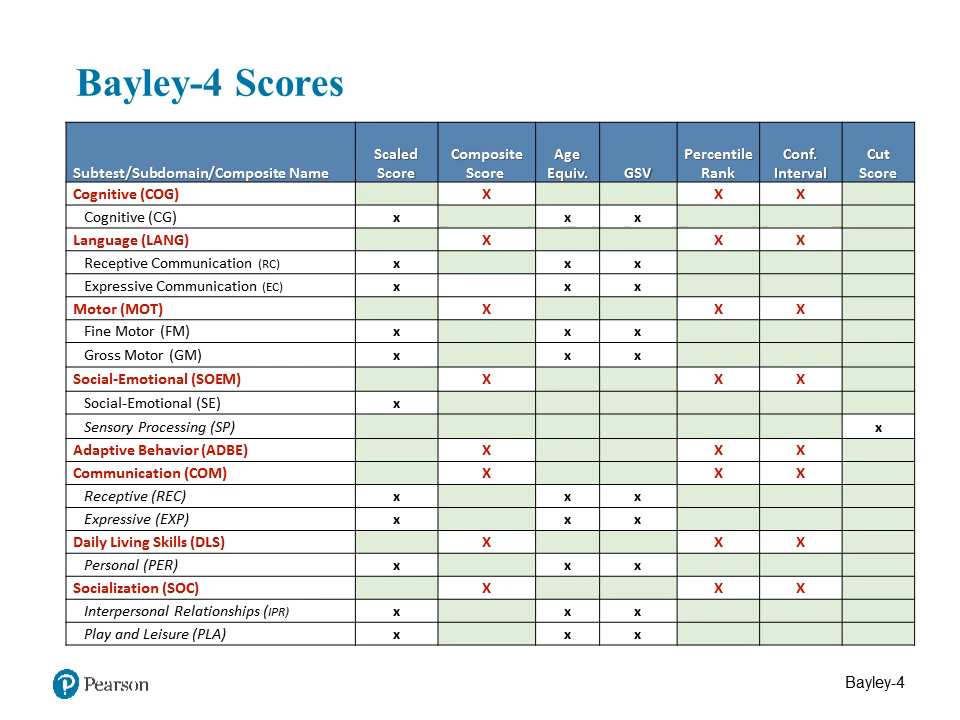 Bayley-4 Scores
Subtest/Subdomain/Composite Name Scaled Score Composite Score Age Equiv. GSV Percentile Rank Conf. Interval Cut Score
Cognitive (COG) X X X
Cognitive (CG) x x x
Language (LANG) X X X
Receptive Communication (RC) x x x
Expressive Communication (EC) x x x
Motor (MOT) X X X
Fine Motor (FM) x x x
Gross Motor (GM) x x x
Social-Emotional (SOEM) X X X
Social-Emotional (SE) x
Sensory Processing (SP) x
Adaptive Behavior (ADBE) X X X
Communication (COM) X X X
Receptive (REC) x x x
Expressive (EXP) x x x
Daily Living Skills (DLS) X X X
Personal (PER) x x x
Socialization (SOC) X X X
Interpersonal Relationships (IPR) x x x
Play and Leisure (PLA) x x x
Pearson
Bayley-4